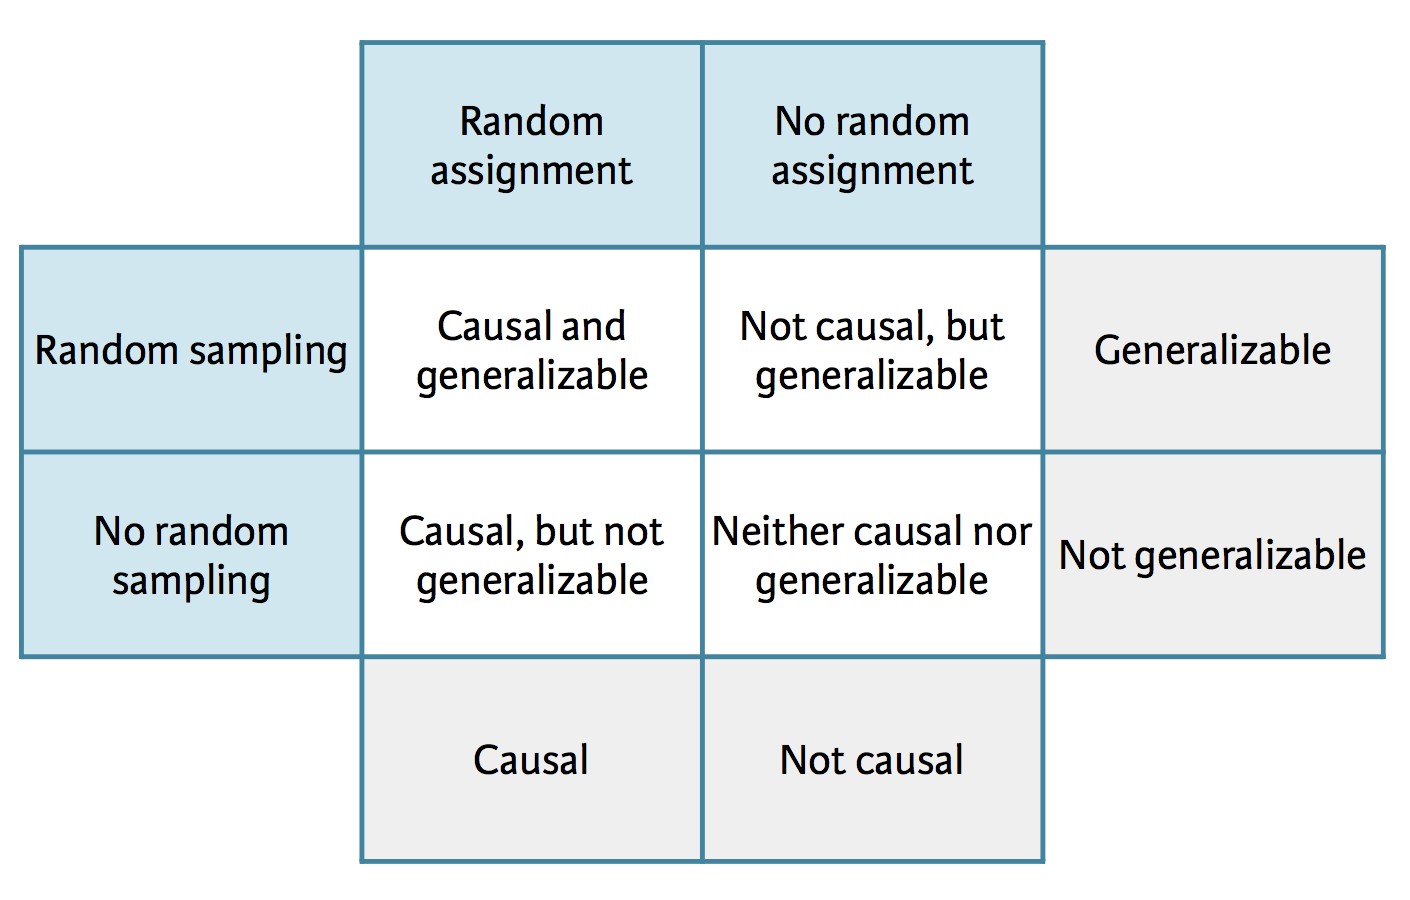 Random
assignment
No random
assignment
Random sampling
Causal and
generalizable
Not causal, but
generalizable
Generalizable
No random
sampling
Causal, but not
generalizable
Neither causal nor
generalizable
Not generalizable
Causal
Not causal